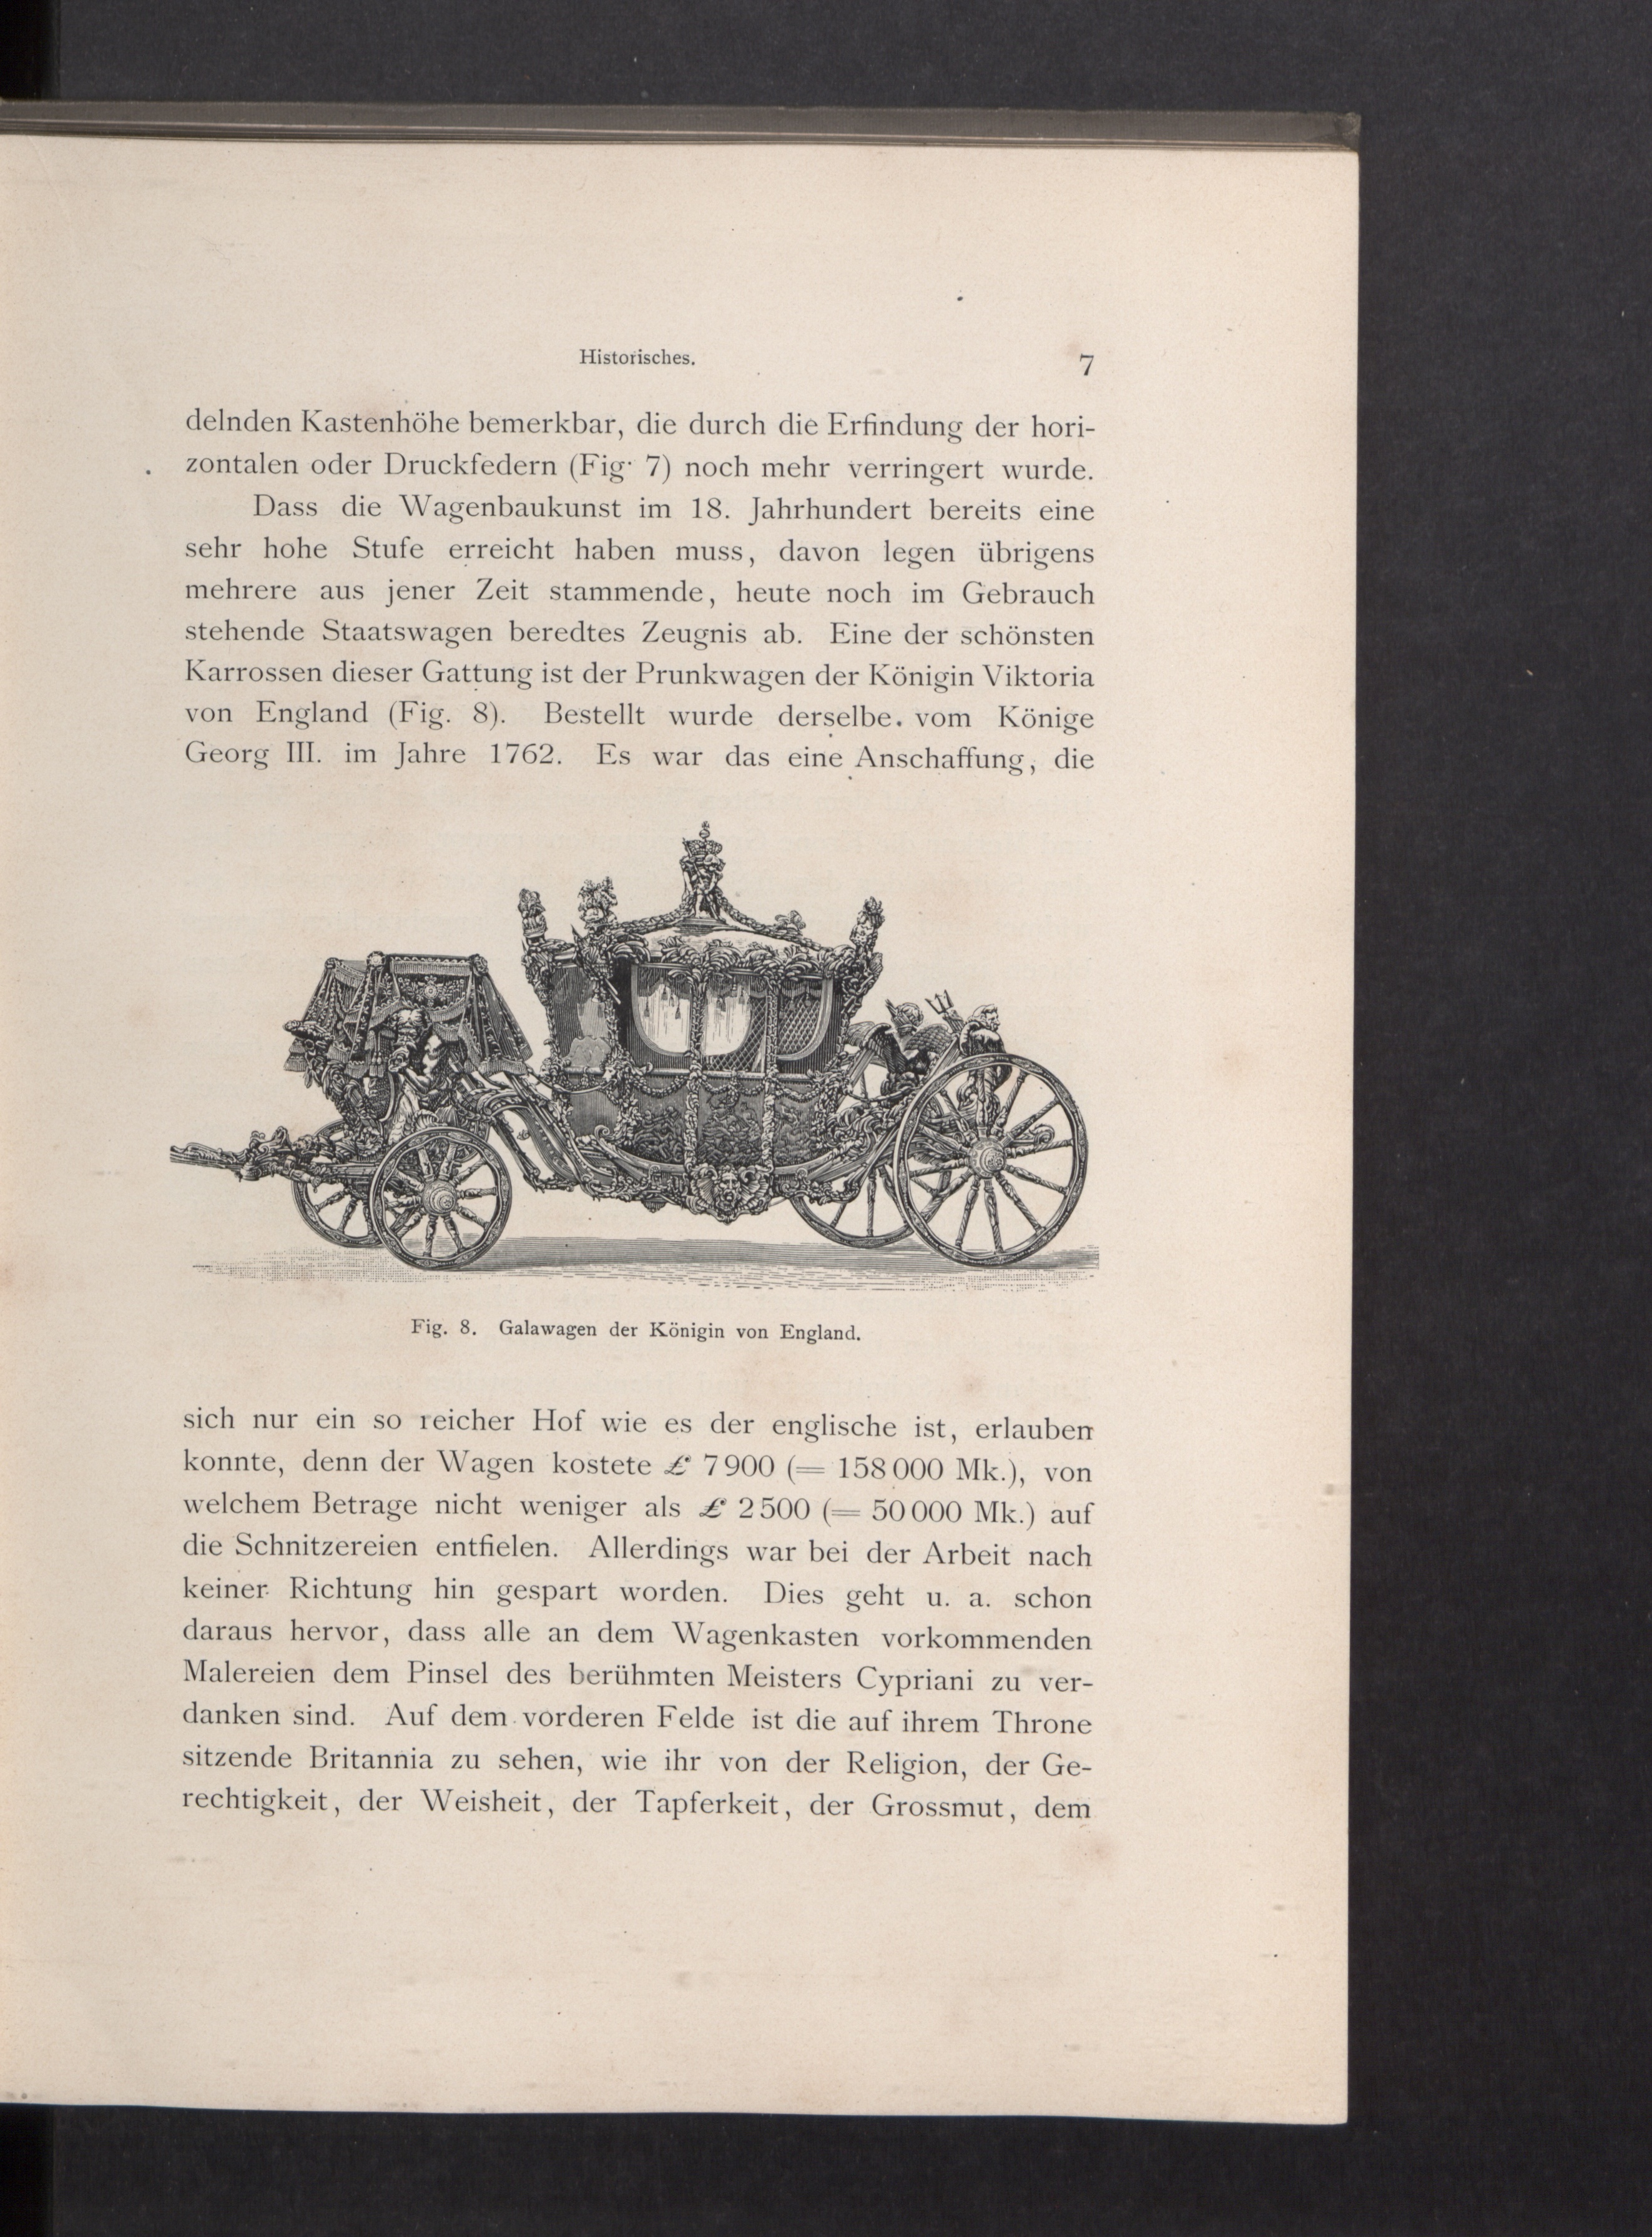 Historisches.
7
delnden Kastenhöhe bemerkbar, die durch die Erfindung der hori-
zontalen oder Druckfedern (Fig· 7) noch mehr verringert wurde.
Dass die Wagenbaukunst im 18. Jahrhundert bereits eine
sehr hohe Stufe erreicht haben muss, davon legen übrigens
mehrere aus jener Zeit stammende, heute noch im Gebrauch
stehende Staatswagen beredtes Zeugnis ab. Eine der schönsten
Karrossen dieser Gattung ist der Prunkwagen der Königin Viktoria
von England (Fig. 8). Bestellt wurde derselbe. vom Könige
Georg III. im Jahre 1762. Es war das eine Anschaffung, die
Fig. 8. Galawagen der Königin von England.
sich nur ein so reicher Hof wie es der englische ist, erlauben
konnte, denn der Wagen kostete £ 7900 (= 158000 Mk.), von
welchem Betrage nicht weniger als £ 2500 (= 50000 Mk.) auf
die Schnitzereien entfielen. Allerdings war bei der Arbeit nach
keiner Richtung hin gespart worden. Dies geht u. a. schon
daraus hervor, dass alle an dem Wagenkasten vorkommenden
Malereien dem Pinsel des berühmten Meisters Cypriani zu ver-
danken sind. Auf dem vorderen Felde ist die auf ihrem Throne
sitzende Britannia zu sehen, wie ihr von der Religion, der Ge-
rechtigkeit, der Weisheit, der Tapferkeit, der Grossmut, dem